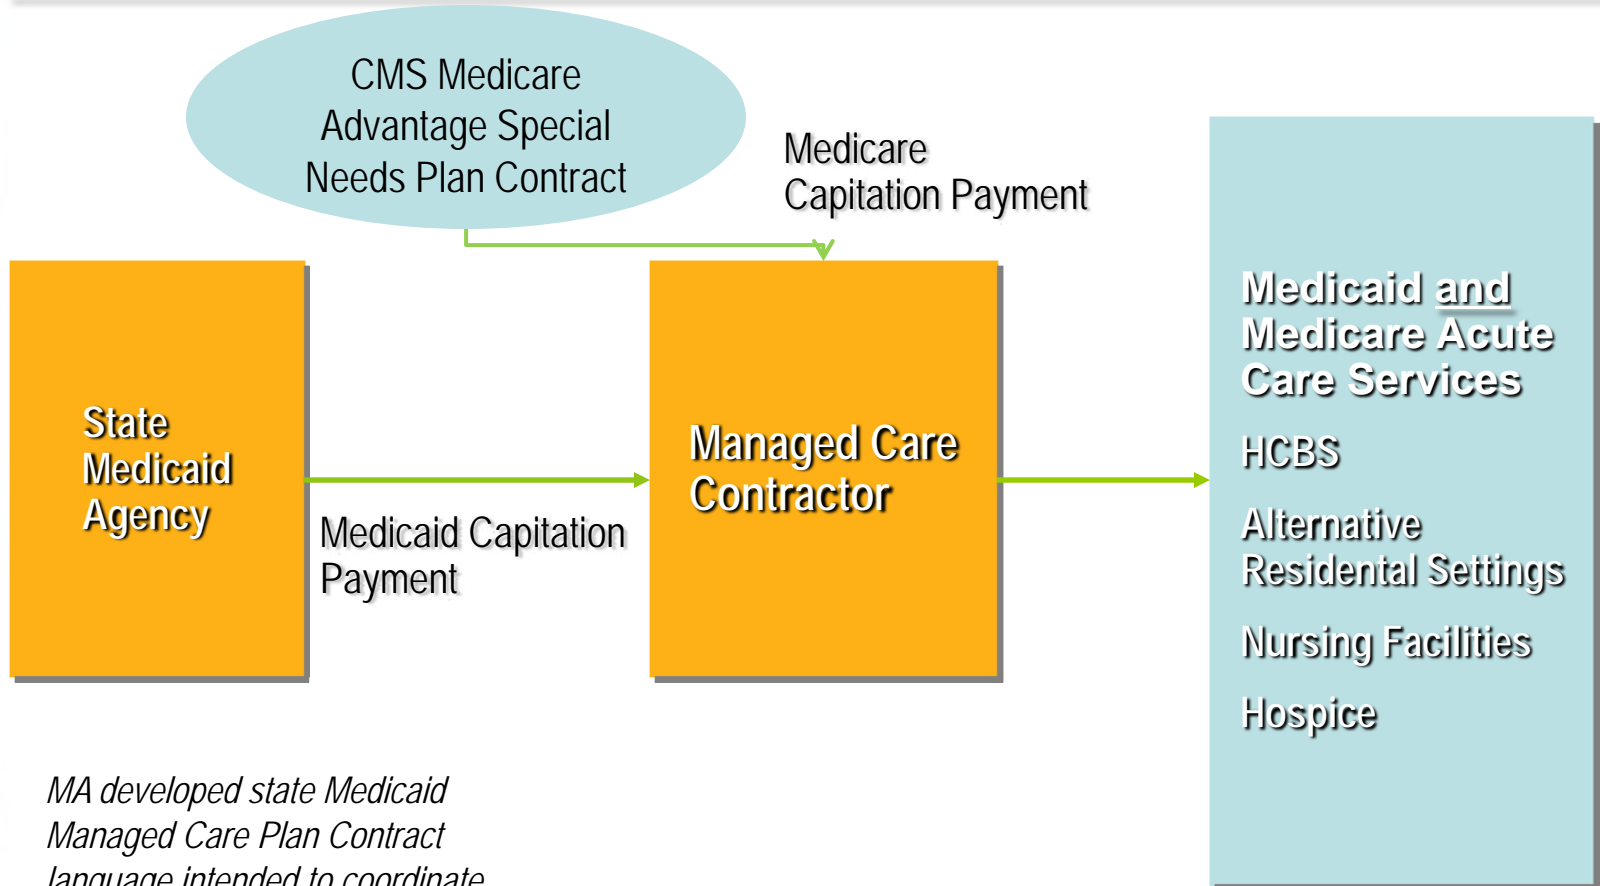 CMS Medicare
Advantage Special
Needs Plan Contract
Medicare
Capitation Payment
State
Medicaid
Agency
Medicaid Capitation
Payment
Managed Care
Contractor
Medicaid and
Medicare Acute
Care Services
HCBS
Alternative
Residental Settings
Nursing Facilities
Hospice
MA developed state Medicaid
Managed Care Plan Contract
language intended to coordinate